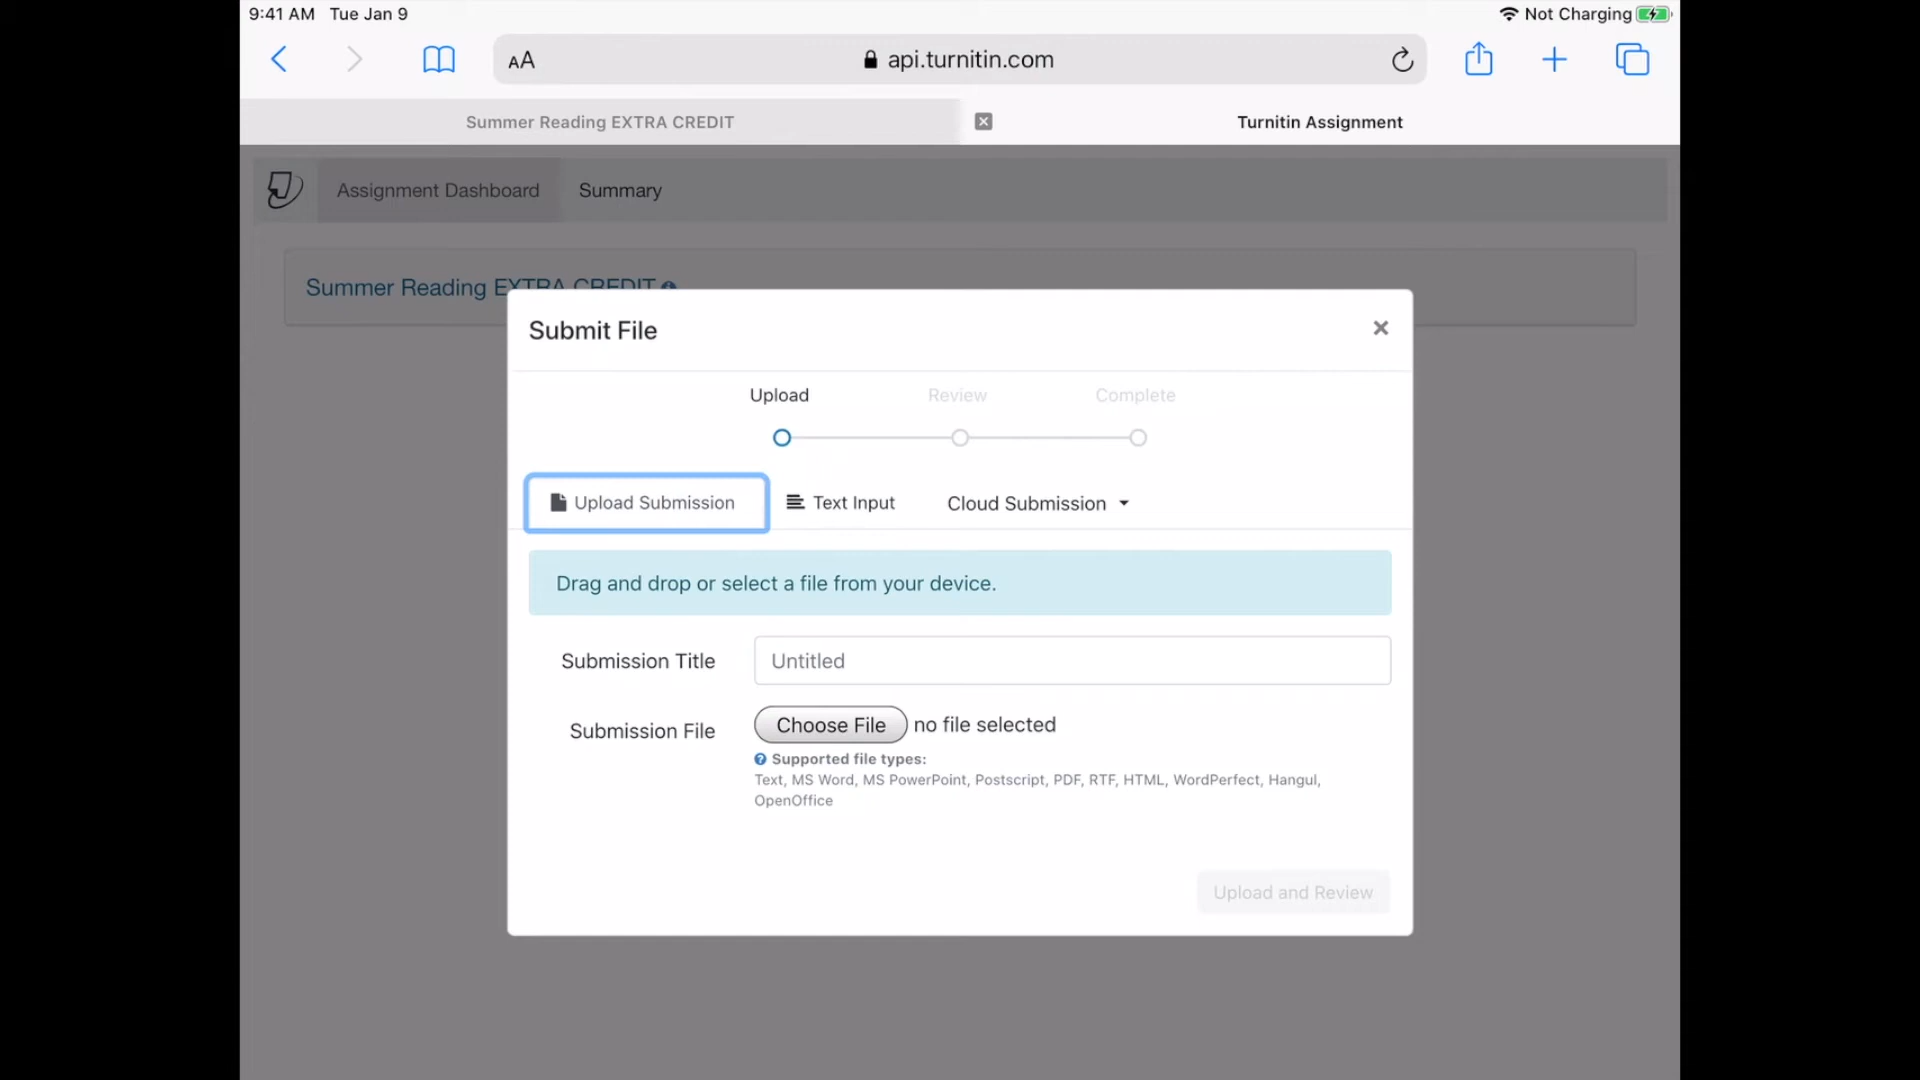 9:41 AM Tue Jan 9
Not Charging
AA
api.turnitin.com
Summer Reading EXTRA CREDIT
Turnitin Assignment
Assignment Dashboard
Summary
Summer Reading EXTRA CREDIT
Submit File
Upload
Review
Complete
Upload Submission
Text Input
Cloud Submission
Drag and drop or select a file from your device.
Submission Title
Untitled
Submission File
Choose File no file selected
Supported file types:
Text, MS Word, MS PowerPoint, Postscript, PDF, RTF, HTML, WordPerfect, Hangul,
OpenOffice
Upload and Review